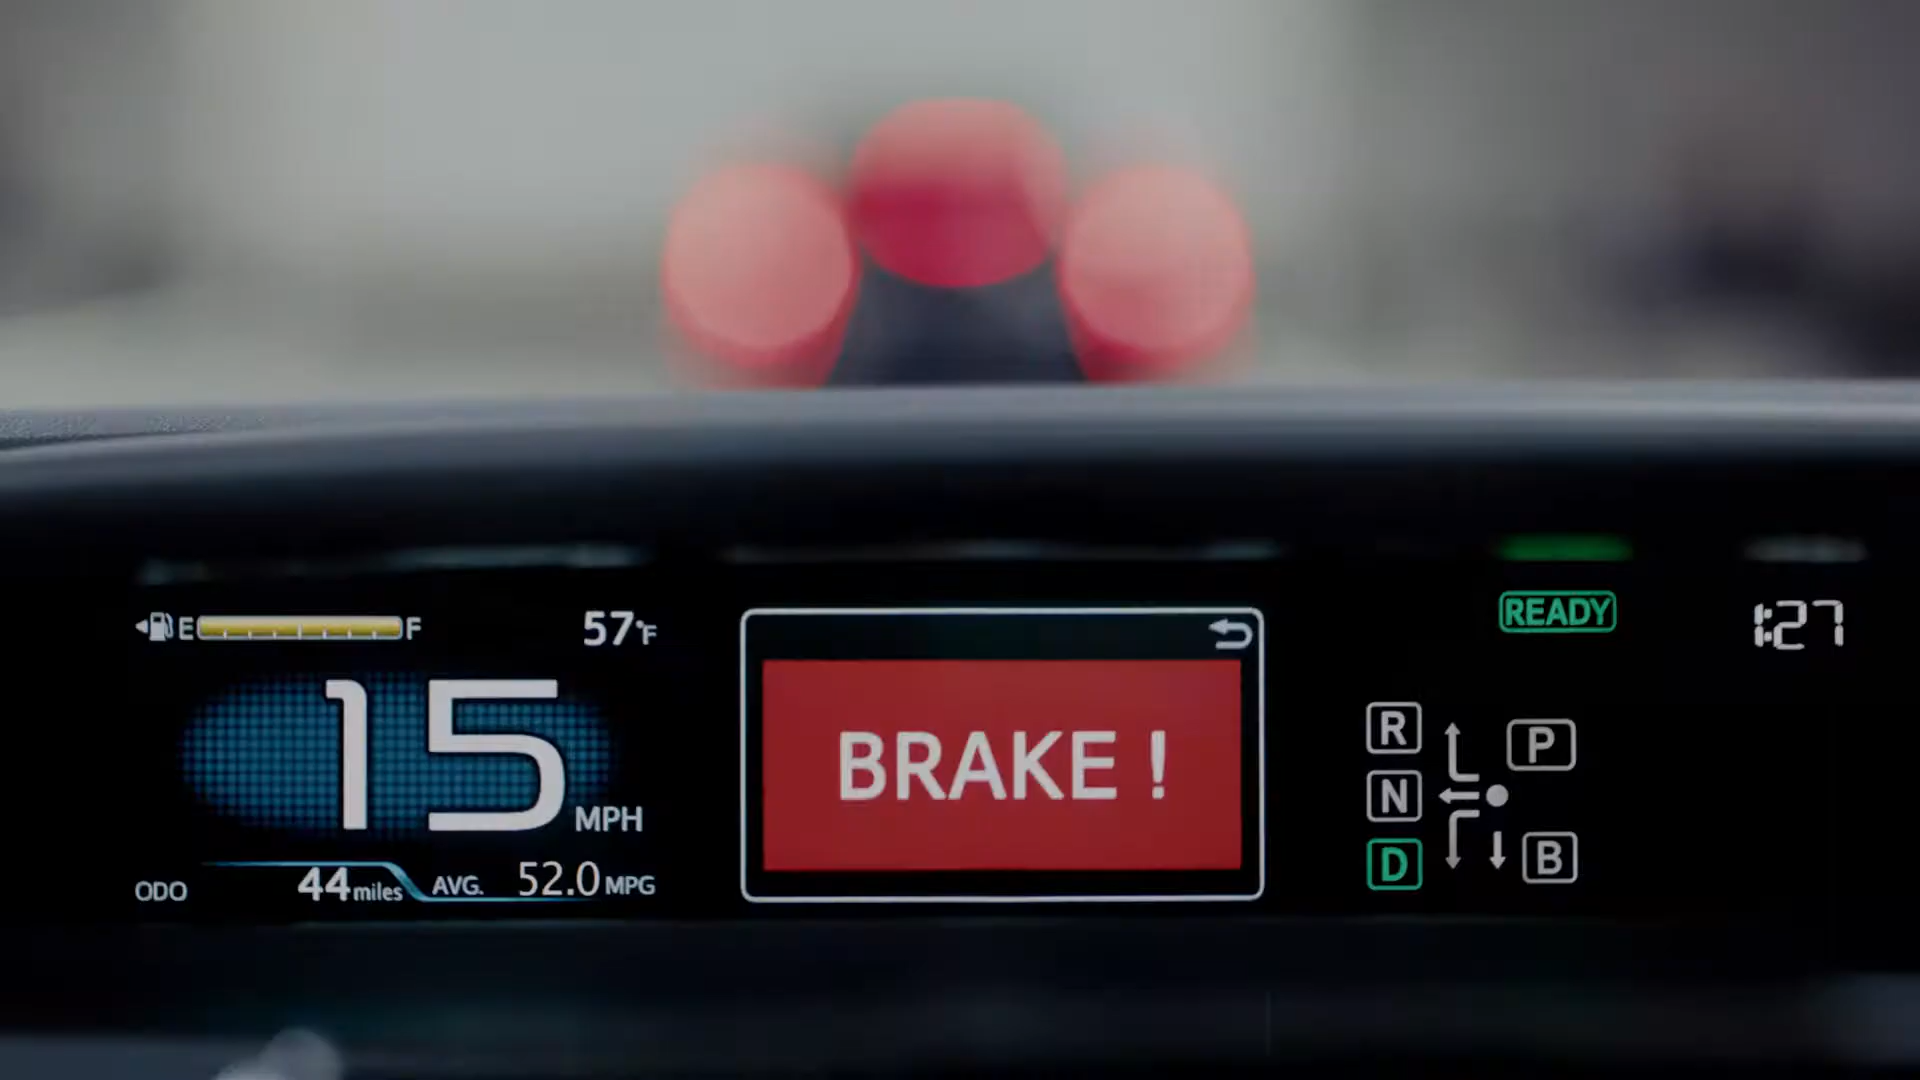 E F 57°F
15 MPH
ODO 44 miles AVG. 52.0 MPG
BRAKE !
READY 1:27
R P
N
D B